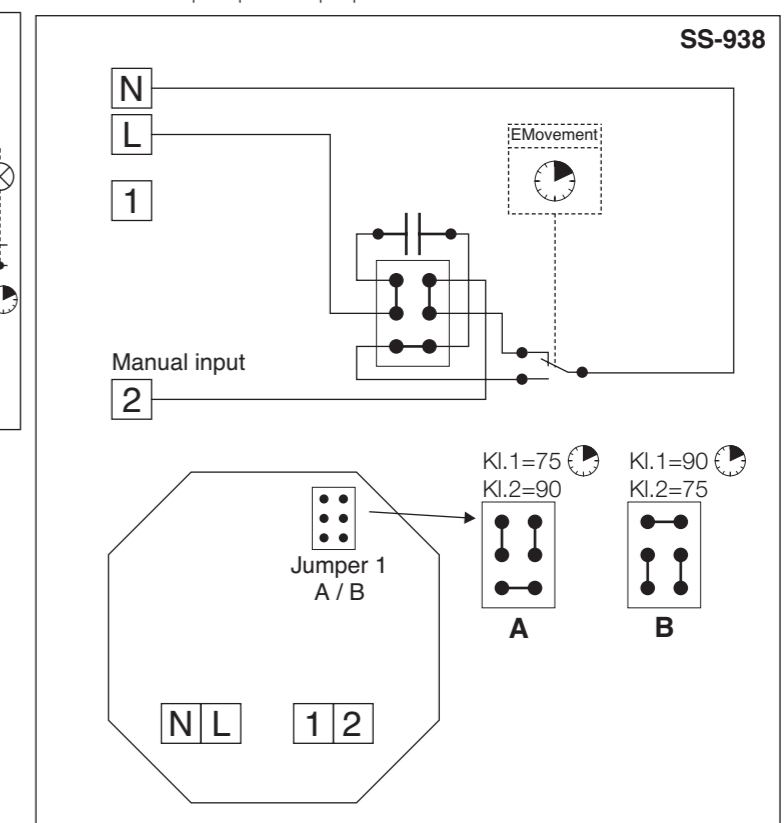 SS-938
N
L
EMovement
1
Manual input
2
Kl.1=75
Kl.2=90
Kl.1=90
Kl.2=75
Jumper 1
A / B
A
B
N L 1 2